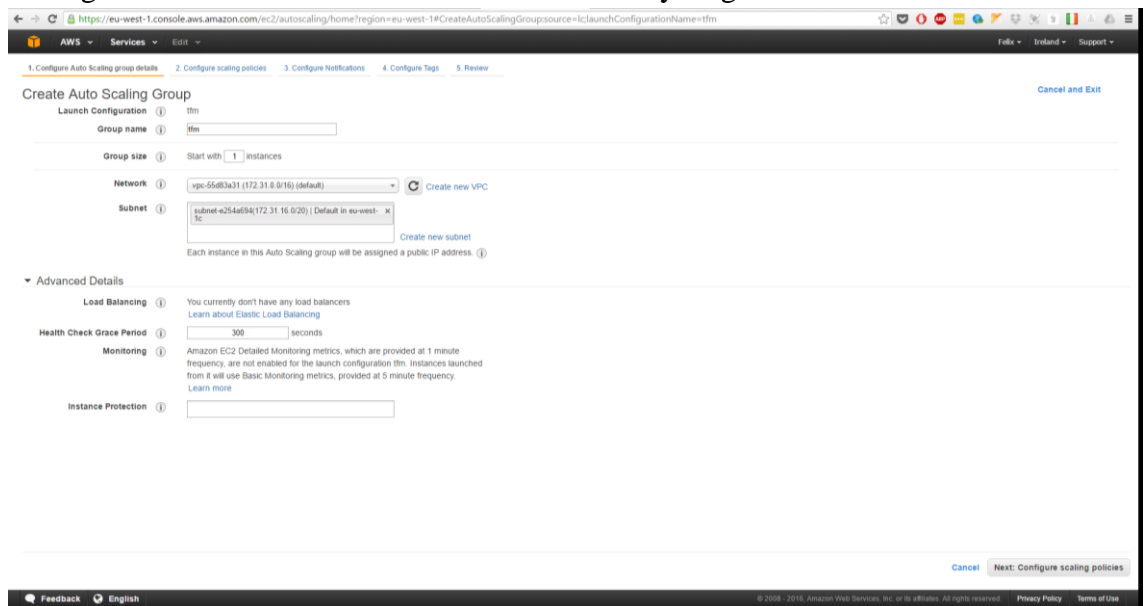 https://eu-west-1.console.aws.amazon.com/ec2/autoscaling/home?region=eu-west-1#CreateAutoScalingGroup:source=lc;launchConfigurationName=tfm
AWS Services Edit Felix Ireland Support
1. Configure Auto Scaling group details 2. Configure scaling policies 3. Configure Notifications 4. Configure Tags 5. Review
Create Auto Scaling Group Cancel and Exit
Launch Configuration tfm
Group name tfm
Group size Start with 1 instances
Network vpc-55d83a31 (172.31.0.0/16) (default) Create new VPC
Subnet subnet-e254a694(172.31.16.0/20) | Default in eu-west-
1c
Create new subnet
Each instance in this Auto Scaling group will be assigned a public IP address.
Advanced Details
Load Balancing You currently don't have any load balancers
Learn about Elastic Load Balancing
Health Check Grace Period 300 seconds
Monitoring Amazon EC2 Detailed Monitoring metrics, which are provided at 1 minute
frequency, are not enabled for the launch configuration tfm. Instances launched
from it will use Basic Monitoring metrics, provided at 5 minute frequency.
Learn more
Instance Protection
Cancel Next: Configure scaling policies
Feedback English © 2008 - 2016, Amazon Web Services, Inc. or its affiliates. All rights reserved. Privacy Policy Terms of Use